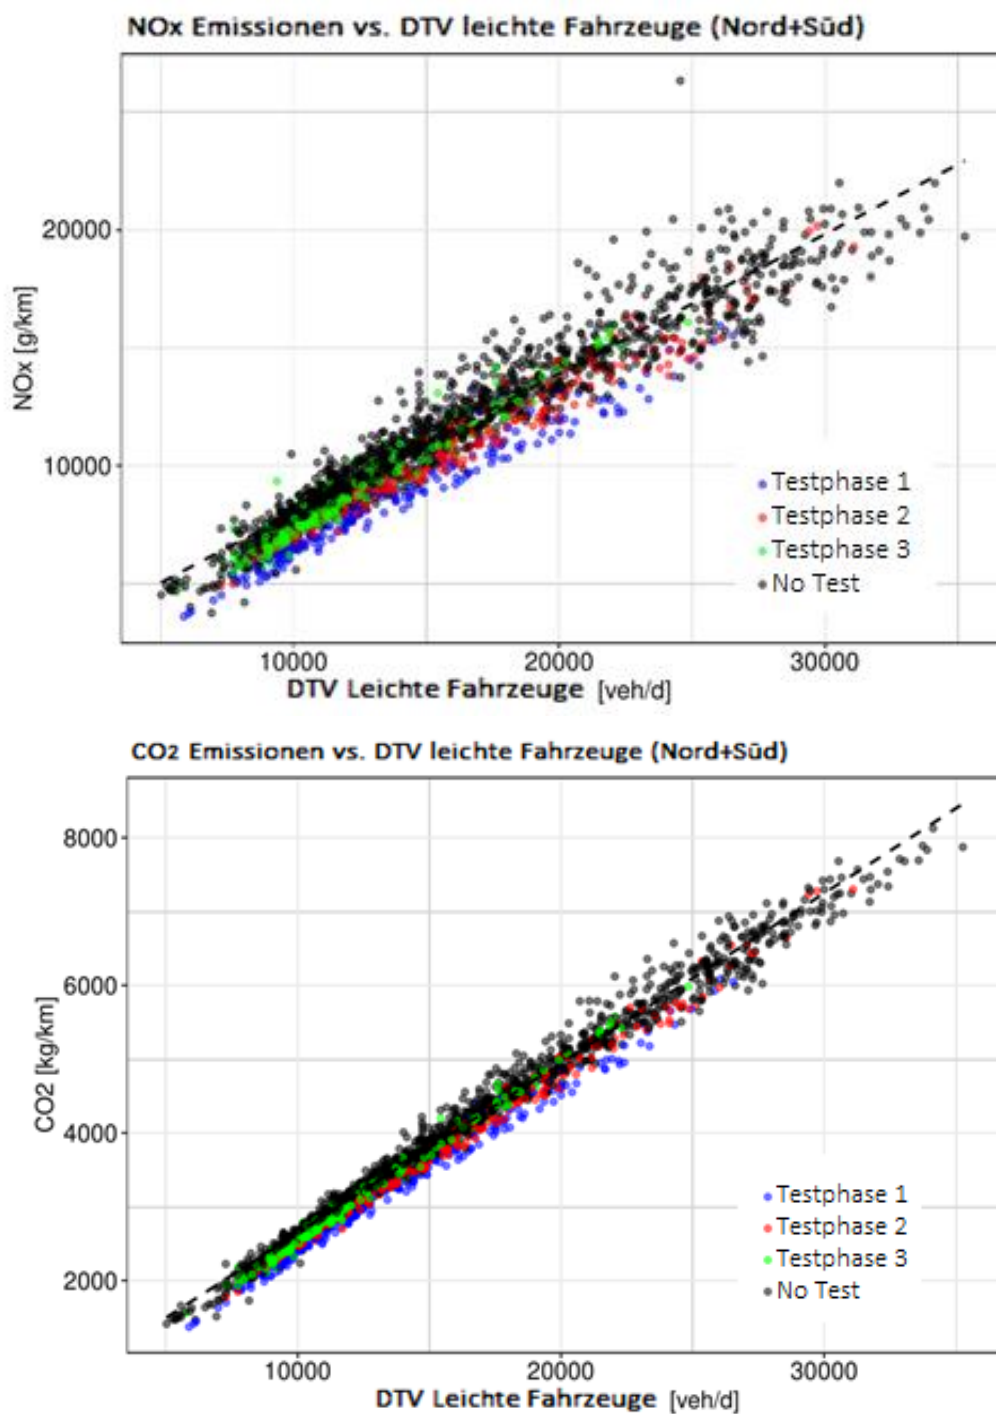 NOx Emissionen vs. DTV leichte Fahrzeuge (Nord+Süd)
20000
10000
NOx [g/km]
Testphase 1
Testphase 2
Testphase 3
No Test
10000 20000 30000
DTV Leichte Fahrzeuge [veh/d]
CO2 Emissionen vs. DTV leichte Fahrzeuge (Nord+Süd)
8000
6000
4000
2000
CO2 [kg/km]
Testphase 1
Testphase 2
Testphase 3
No Test
10000 20000 30000
DTV Leichte Fahrzeuge [veh/d]